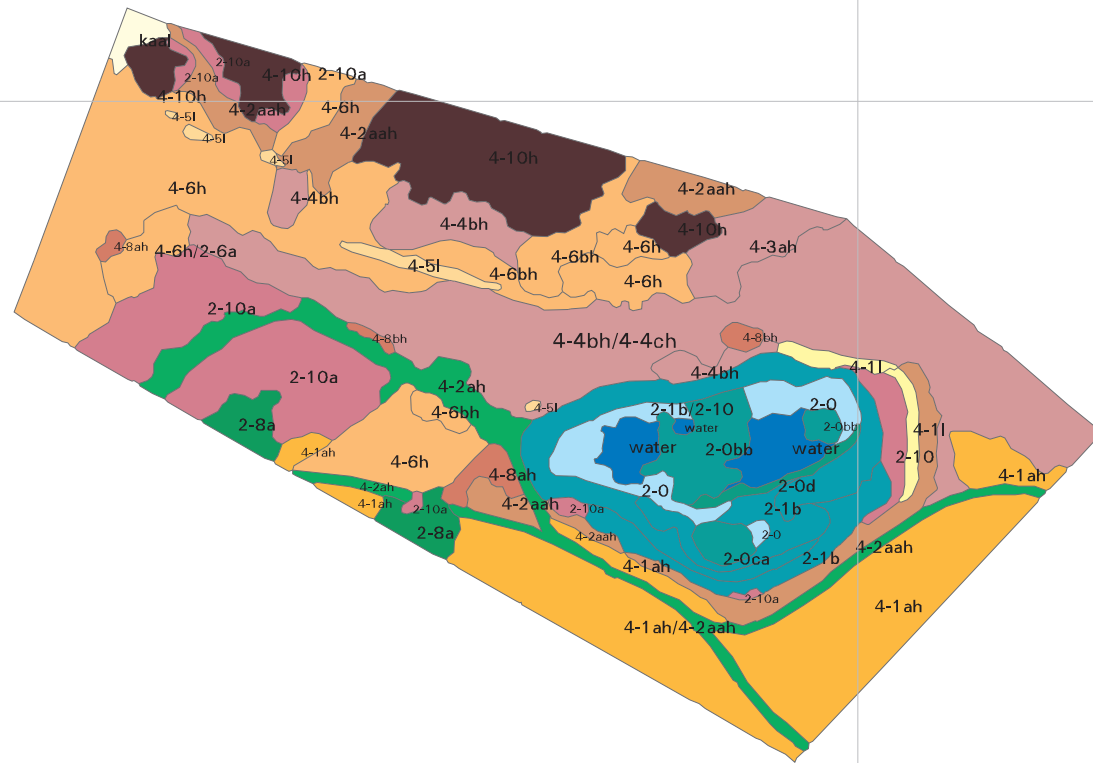 kaal
2-10a
2-10a
4-10h
2-10a
4-10h
4-2aah
4-6h
4-5l
4-5l
4-2aah
4-5l
4-10h
4-6h
4-4bh
4-2aah
4-4bh
4-10h
4-8ah
4-6h/2-6a
4-6h
4-3ah
4-5l
4-6bh
4-6bh
4-6h
2-10a
4-8bh
4-4bh/4-4ch
4-8bh
2-10a
4-2ah
4-4bh
4-1l
4-6bh
4-5l
2-1b/2-10
2-0
2-8a
water
2-0bb
4-1l
4-1ah
4-6h
water
2-0bb
water
2-10
4-8ah
4-1ah
4-2ah
2-0
2-0d
4-1ah
2-10a
4-2aah
2-10a
2-1b
2-8a
4-2aah
2-0
4-2aah
4-1ah
2-0ca
2-1b
2-10a
4-1ah
4-1ah/4-2aah